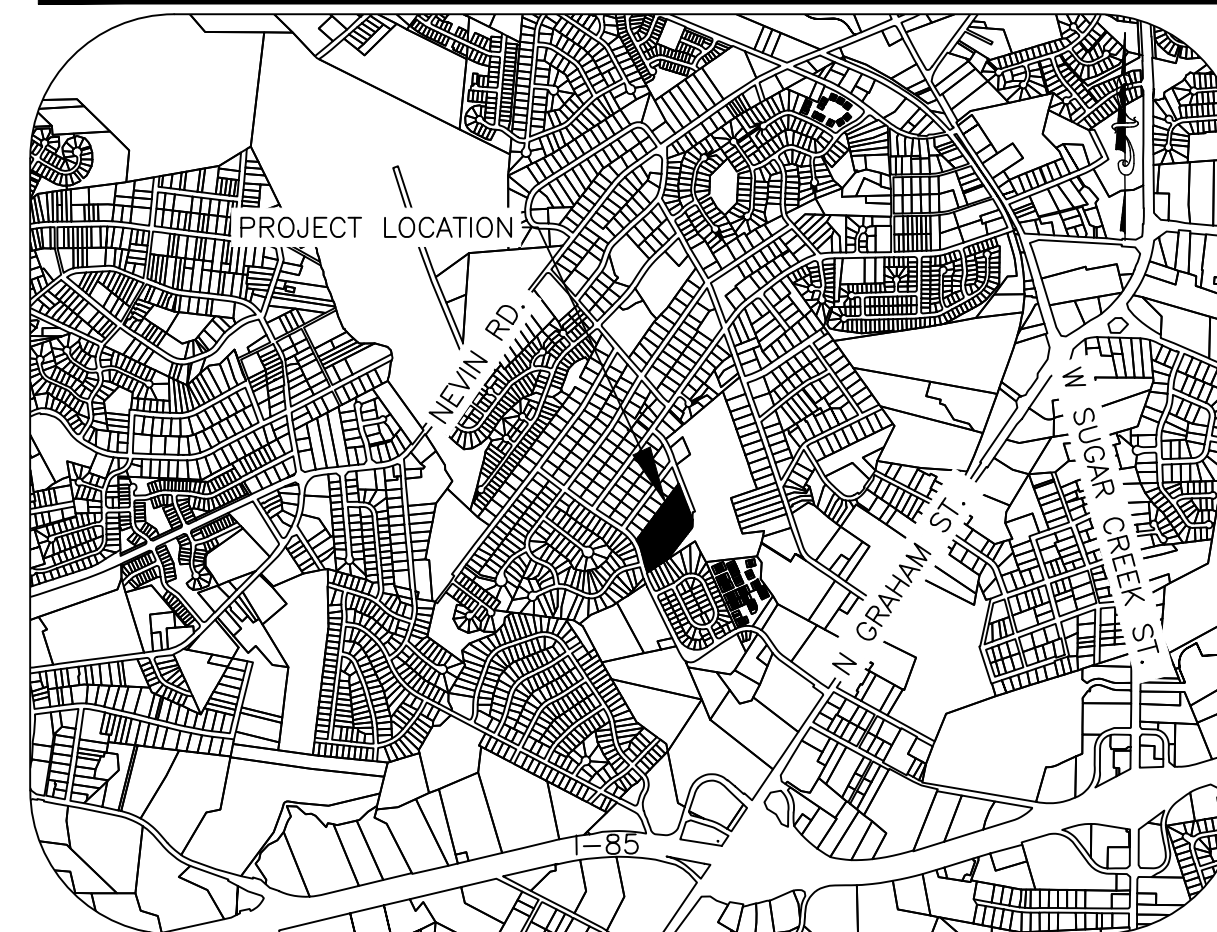 PROJECT LOCATION
NEVIN RD.
W. SUGAR CREEK ST.
N GRAHAM ST.
I-85